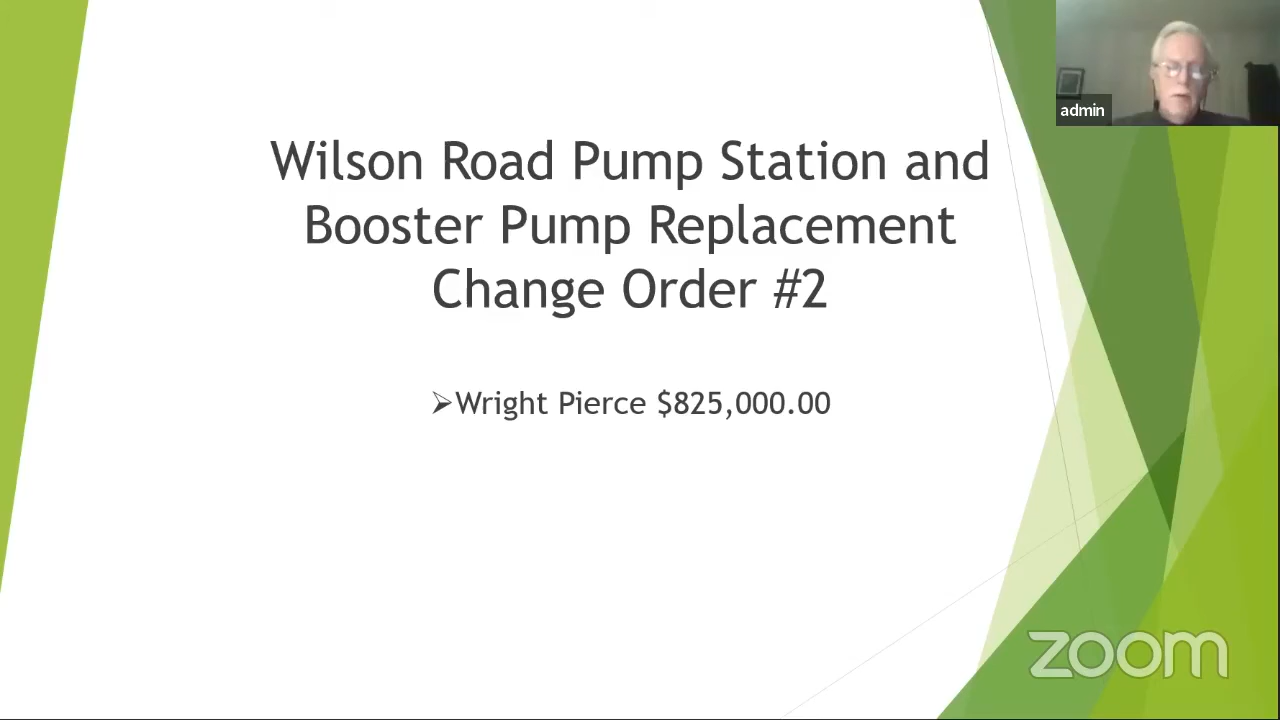 Wilson Road Pump Station and
Booster Pump Replacement
Change Order #2
➢Wright Pierce $825,000.00
admin
zoom